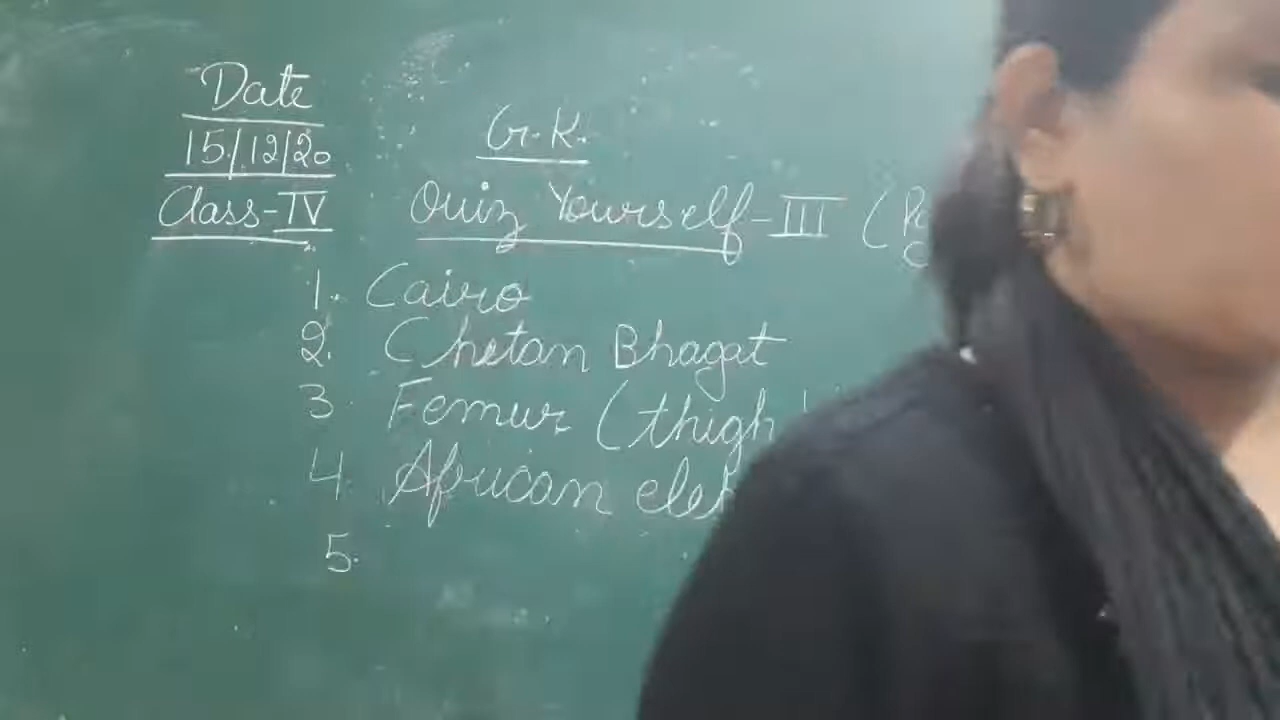 Date
15/12/20
Class-IV
G.K.
Quiz Yourself-III (
1. Cairo
2. Chetan Bhagat
3. Femur (thigh
4. African
5.